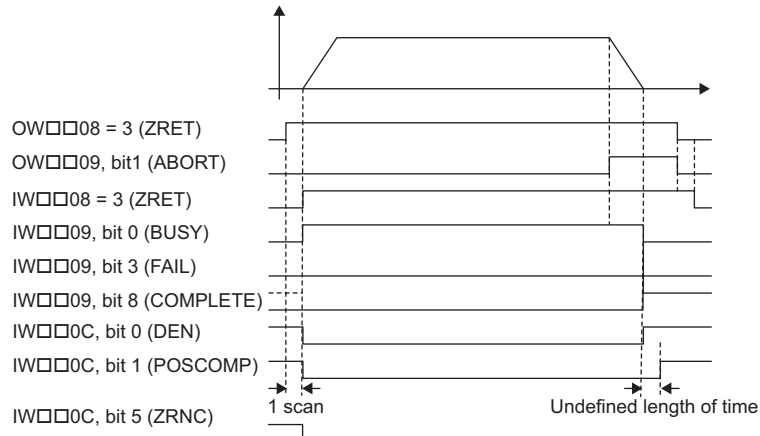 OW□□08 = 3 (ZRET)
OW□□09, bit1 (ABORT)
IW□□08 = 3 (ZRET)
IW□□09, bit 0 (BUSY)
IW□□09, bit 3 (FAIL)
IW□□09, bit 8 (COMPLETE)
IW□□0C, bit 0 (DEN)
IW□□0C, bit 1 (POSCOMP)
1 scan
Undefined length of time
IW□□0C, bit 5 (ZRNC)